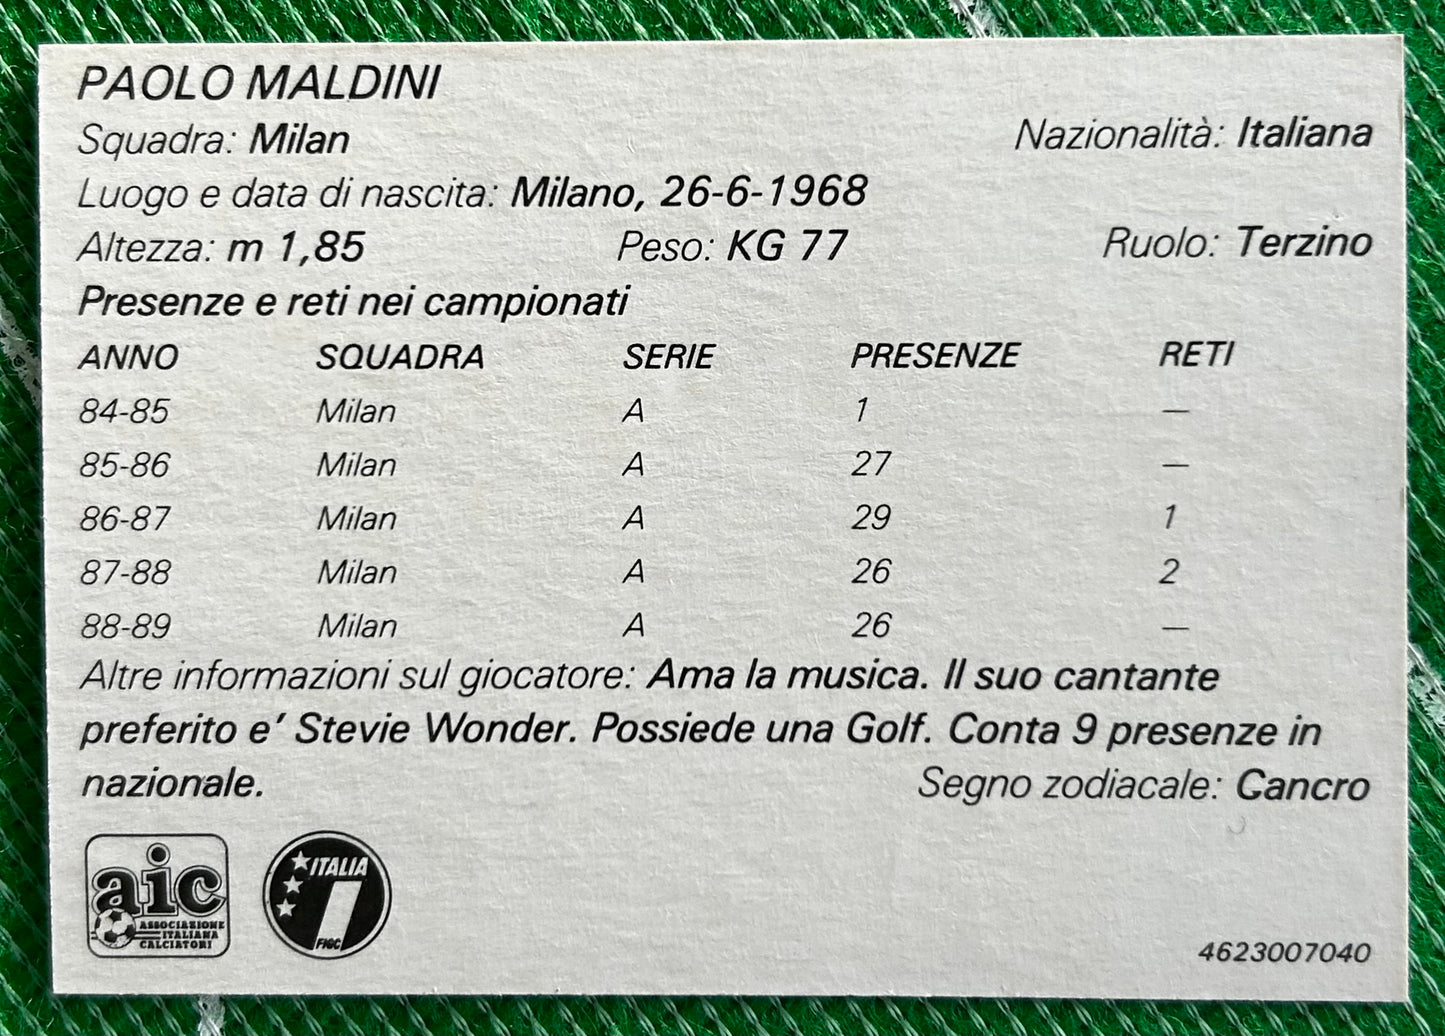 PAOLO MALDINI
Squadra: Milan Nazionalità: Italiana
Luogo e data di nascita: Milano, 26-6-1968
Altezza: m 1,85 Peso: KG 77 Ruolo: Terzino
Presenze e reti nei campionati
ANNO SQUADRA SERIE PRESENZE RETI
84-85 Milan A 1 —
85-86 Milan A 27 —
86-87 Milan A 29 1
87-88 Milan A 26 2
88-89 Milan A 26 —
Altre informazioni sul giocatore: Ama la musica. Il suo cantante
preferito e' Stevie Wonder. Possiede una Golf. Conta 9 presenze in
nazionale. Segno zodiacale: Cancro
aic
ASSOCIAZIONE
ITALIANA
CALCIATORI
ITALIA
FIGC
4623007040